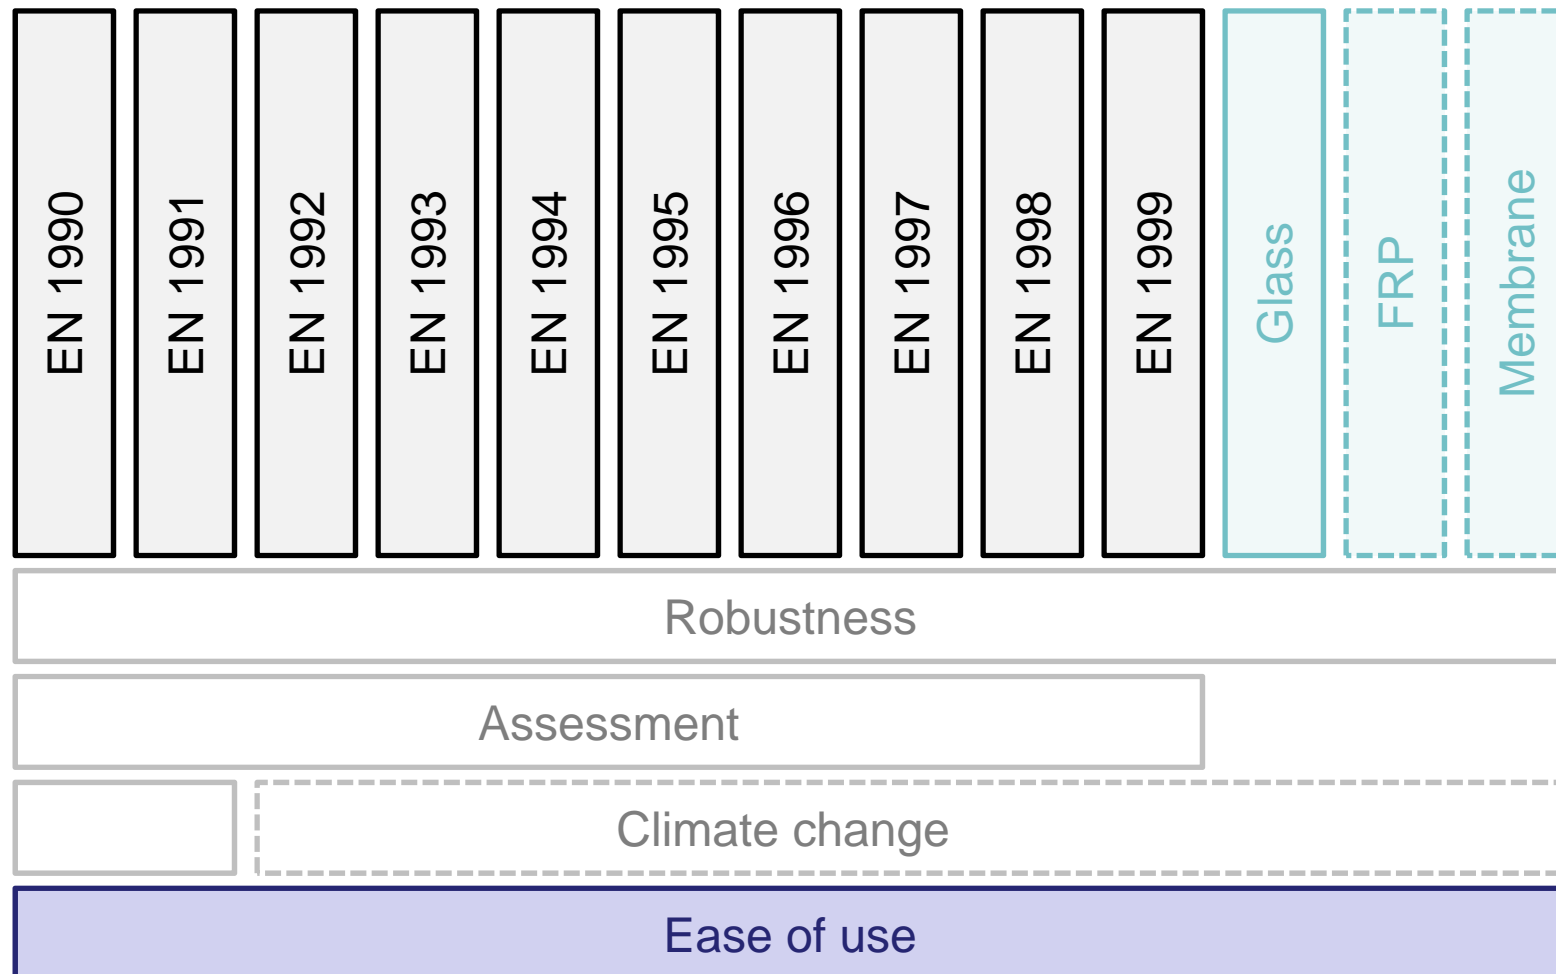 EN 1990
EN 1991
EN 1992
EN 1993
EN 1994
EN 1995
EN 1996
EN 1997
EN 1998
EN 1999
Glass
FRP
Membrane
Robustness
Assessment
Climate change
Ease of use